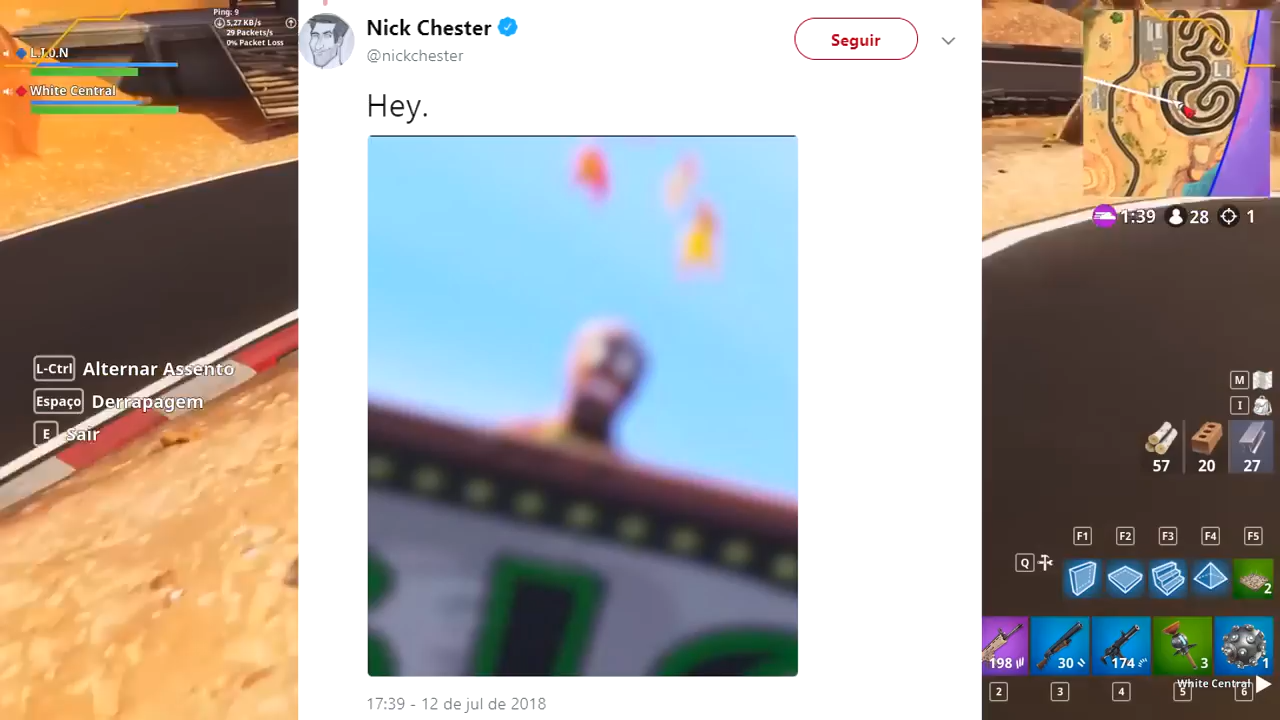 Ping: 9
5,27 KB/s
29 Packets/s
0% Packet Loss
L.I.O.N
White Central
L-Ctrl Alternar Assento
Espaço Derrapagem
E Sair
Nick Chester
@nickchester
Seguir
Hey.
17:39 - 12 de jul de 2018
1:39 28 1
M
I
57 20 27
F1 F2 F3 F4 F5
Q
2
198 30 174 3 1
White Central
2 3 4 5 6